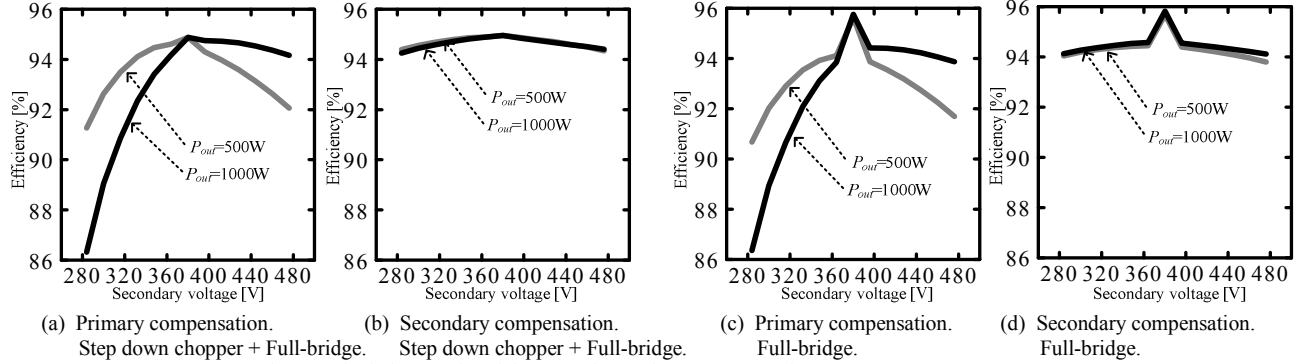 96
94
92
90
88
86
Efficiency [%]
280 320 360 400 440 480
Secondary voltage [V]
Pout=500W
Pout=1000W
(a) Primary compensation.
Step down chopper + Full-bridge.
96
94
92
90
88
86
Efficiency [%]
280 320 360 400 440 480
Secondary voltage [V]
Pout=500W
Pout=1000W
(b) Secondary compensation.
Step down chopper + Full-bridge.
96
94
92
90
88
86
Efficiency [%]
280 320 360 400 440 480
Secondary voltage [V]
Pout=500W
Pout=1000W
(c) Primary compensation.
Full-bridge.
96
94
92
90
88
86
Efficiency [%]
280 320 360 400 440 480
Secondary voltage [V]
Pout=500W
Pout=1000W
(d) Secondary compensation.
Full-bridge.